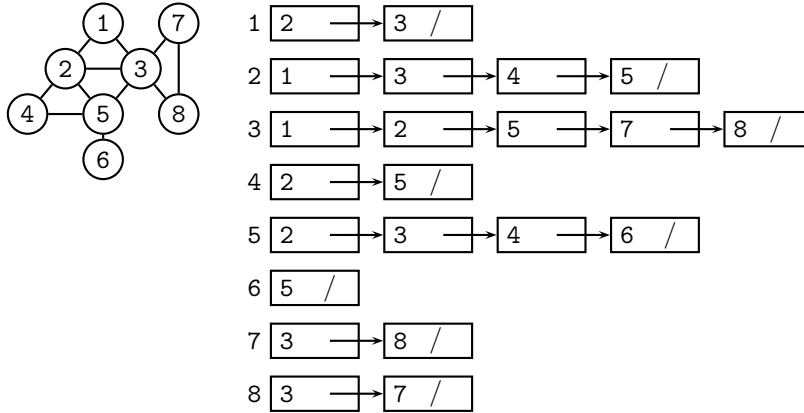 1 7
2 3
4 5 8
6
1 2 3 /
2 1 3 4 5 /
3 1 2 5 7 8 /
4 2 5 /
5 2 3 4 6 /
6 5 /
7 3 8 /
8 3 7 /